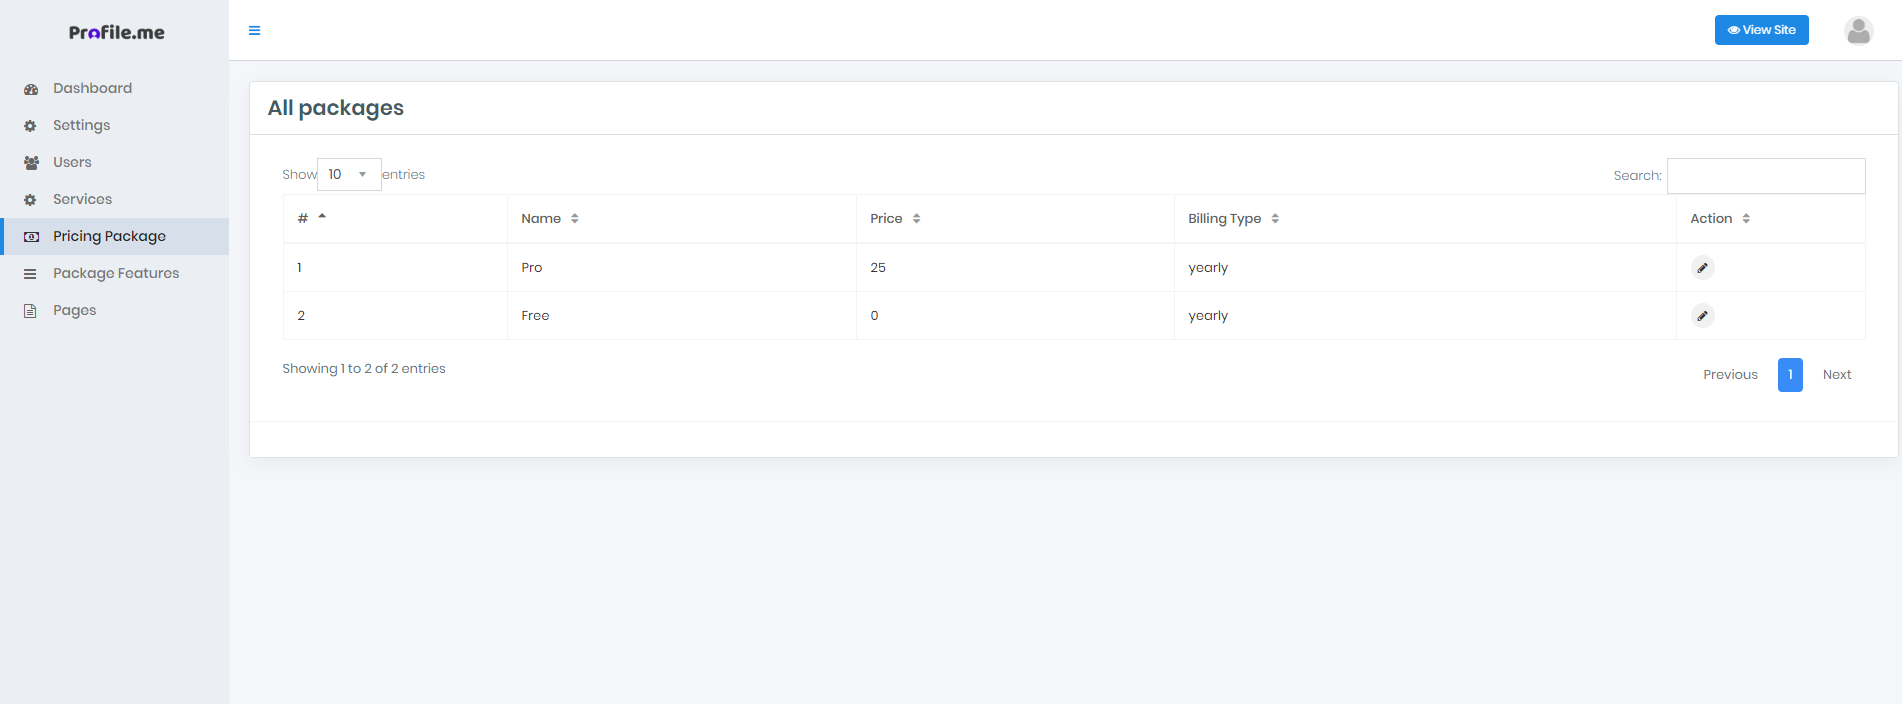 Profile.me
View Site
Dashboard
Settings
Users
Services
Pricing Package
Package Features
Pages
All packages
Show 10 entries
Search:
# Name Price Billing Type Action
1 Pro 25 yearly
2 Free 0 yearly
Showing 1 to 2 of 2 entries
Previous 1 Next